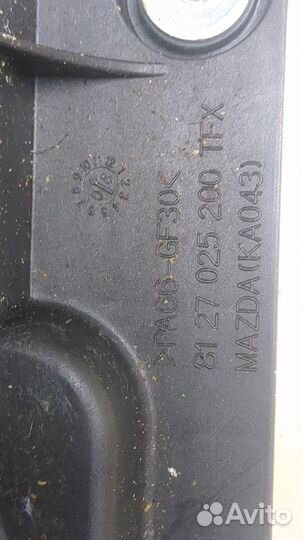 >PA66-GF30<
81 27 025 200 TFX
MAZDA(KA043)
Avito